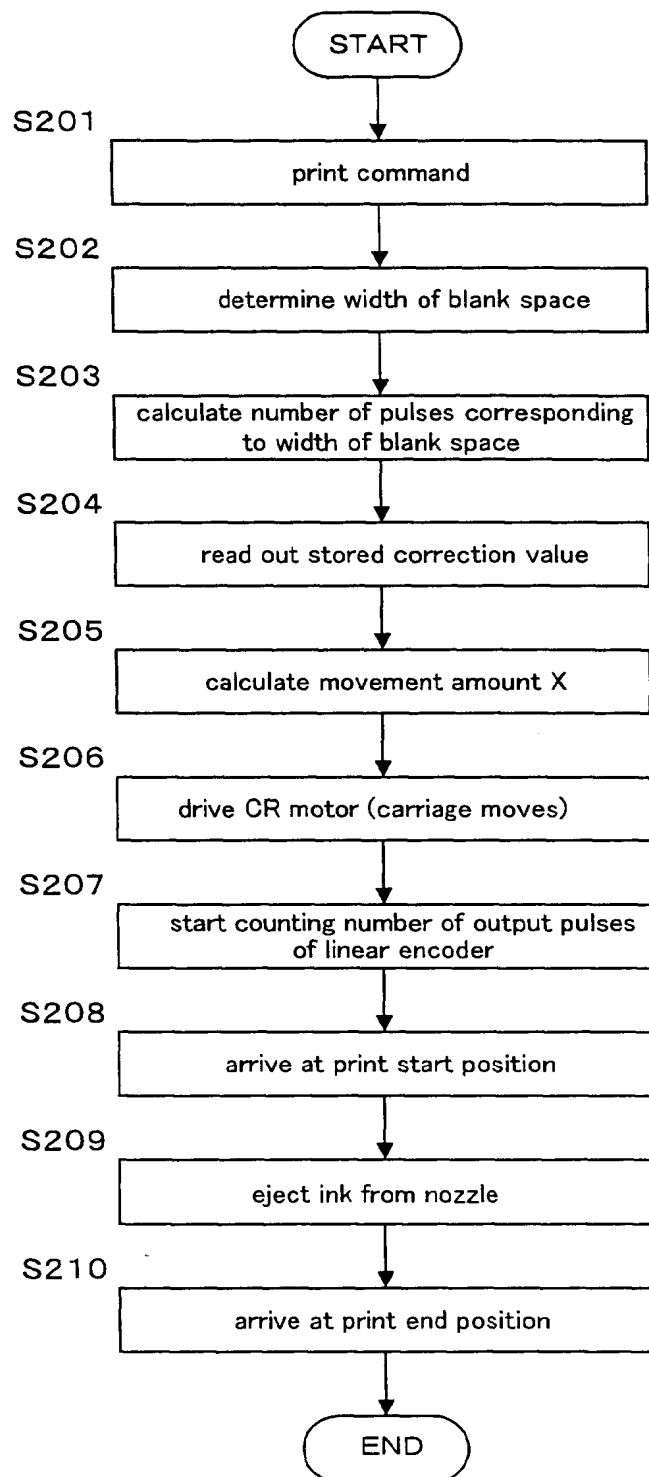 START
S201
print command
S202
determine width of blank space
S203
calculate number of pulses corresponding
to width of blank space
S204
read out stored correction value
S205
calculate movement amount X
S206
drive CR motor (carriage moves)
S207
start counting number of output pulses
of linear encoder
S208
arrive at print start position
S209
eject ink from nozzle
S210
arrive at print end position
END